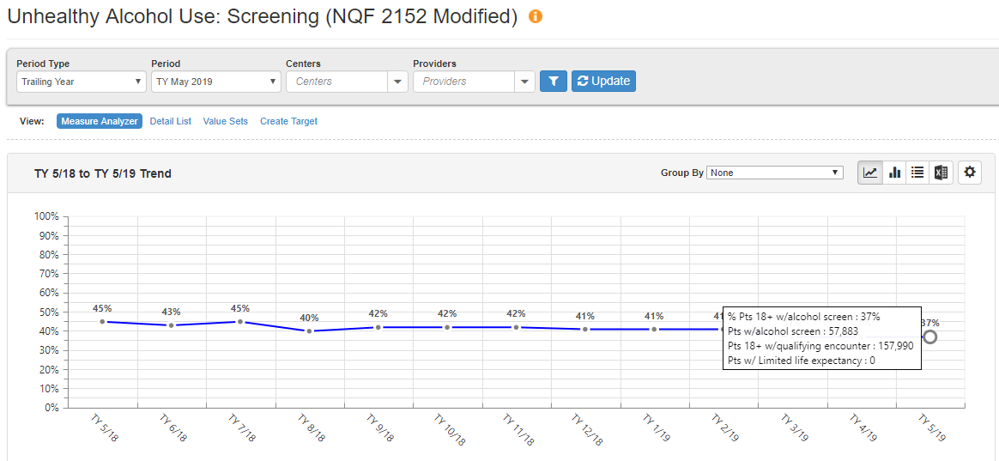 Unhealthy Alcohol Use: Screening (NQF 2152 Modified)
Period Type Period Centers Providers
Trailing Year TY May 2019 Centers Providers Update
View: Measure Analyzer Detail List Value Sets Create Target
TY 5/18 to TY 5/19 Trend Group By None
100%
90%
80%
70%
60%
50%
40%
30%
20%
10%
0%
45% 43% 45% 40% 42% 42% 42% 41% 41% 41 37%
% Pts 18+ w/alcohol screen : 37%
Pts w/alcohol screen : 57,883
Pts 18+ w/qualifying encounter : 157,990
Pts w/ Limited life expectancy : 0
TY 5/18 TY 6/18 TY 7/18 TY 8/18 TY 9/18 TY 10/18 TY 11/18 TY 12/18 TY 1/19 TY 2/19 TY 3/19 TY 4/19 TY 5/19